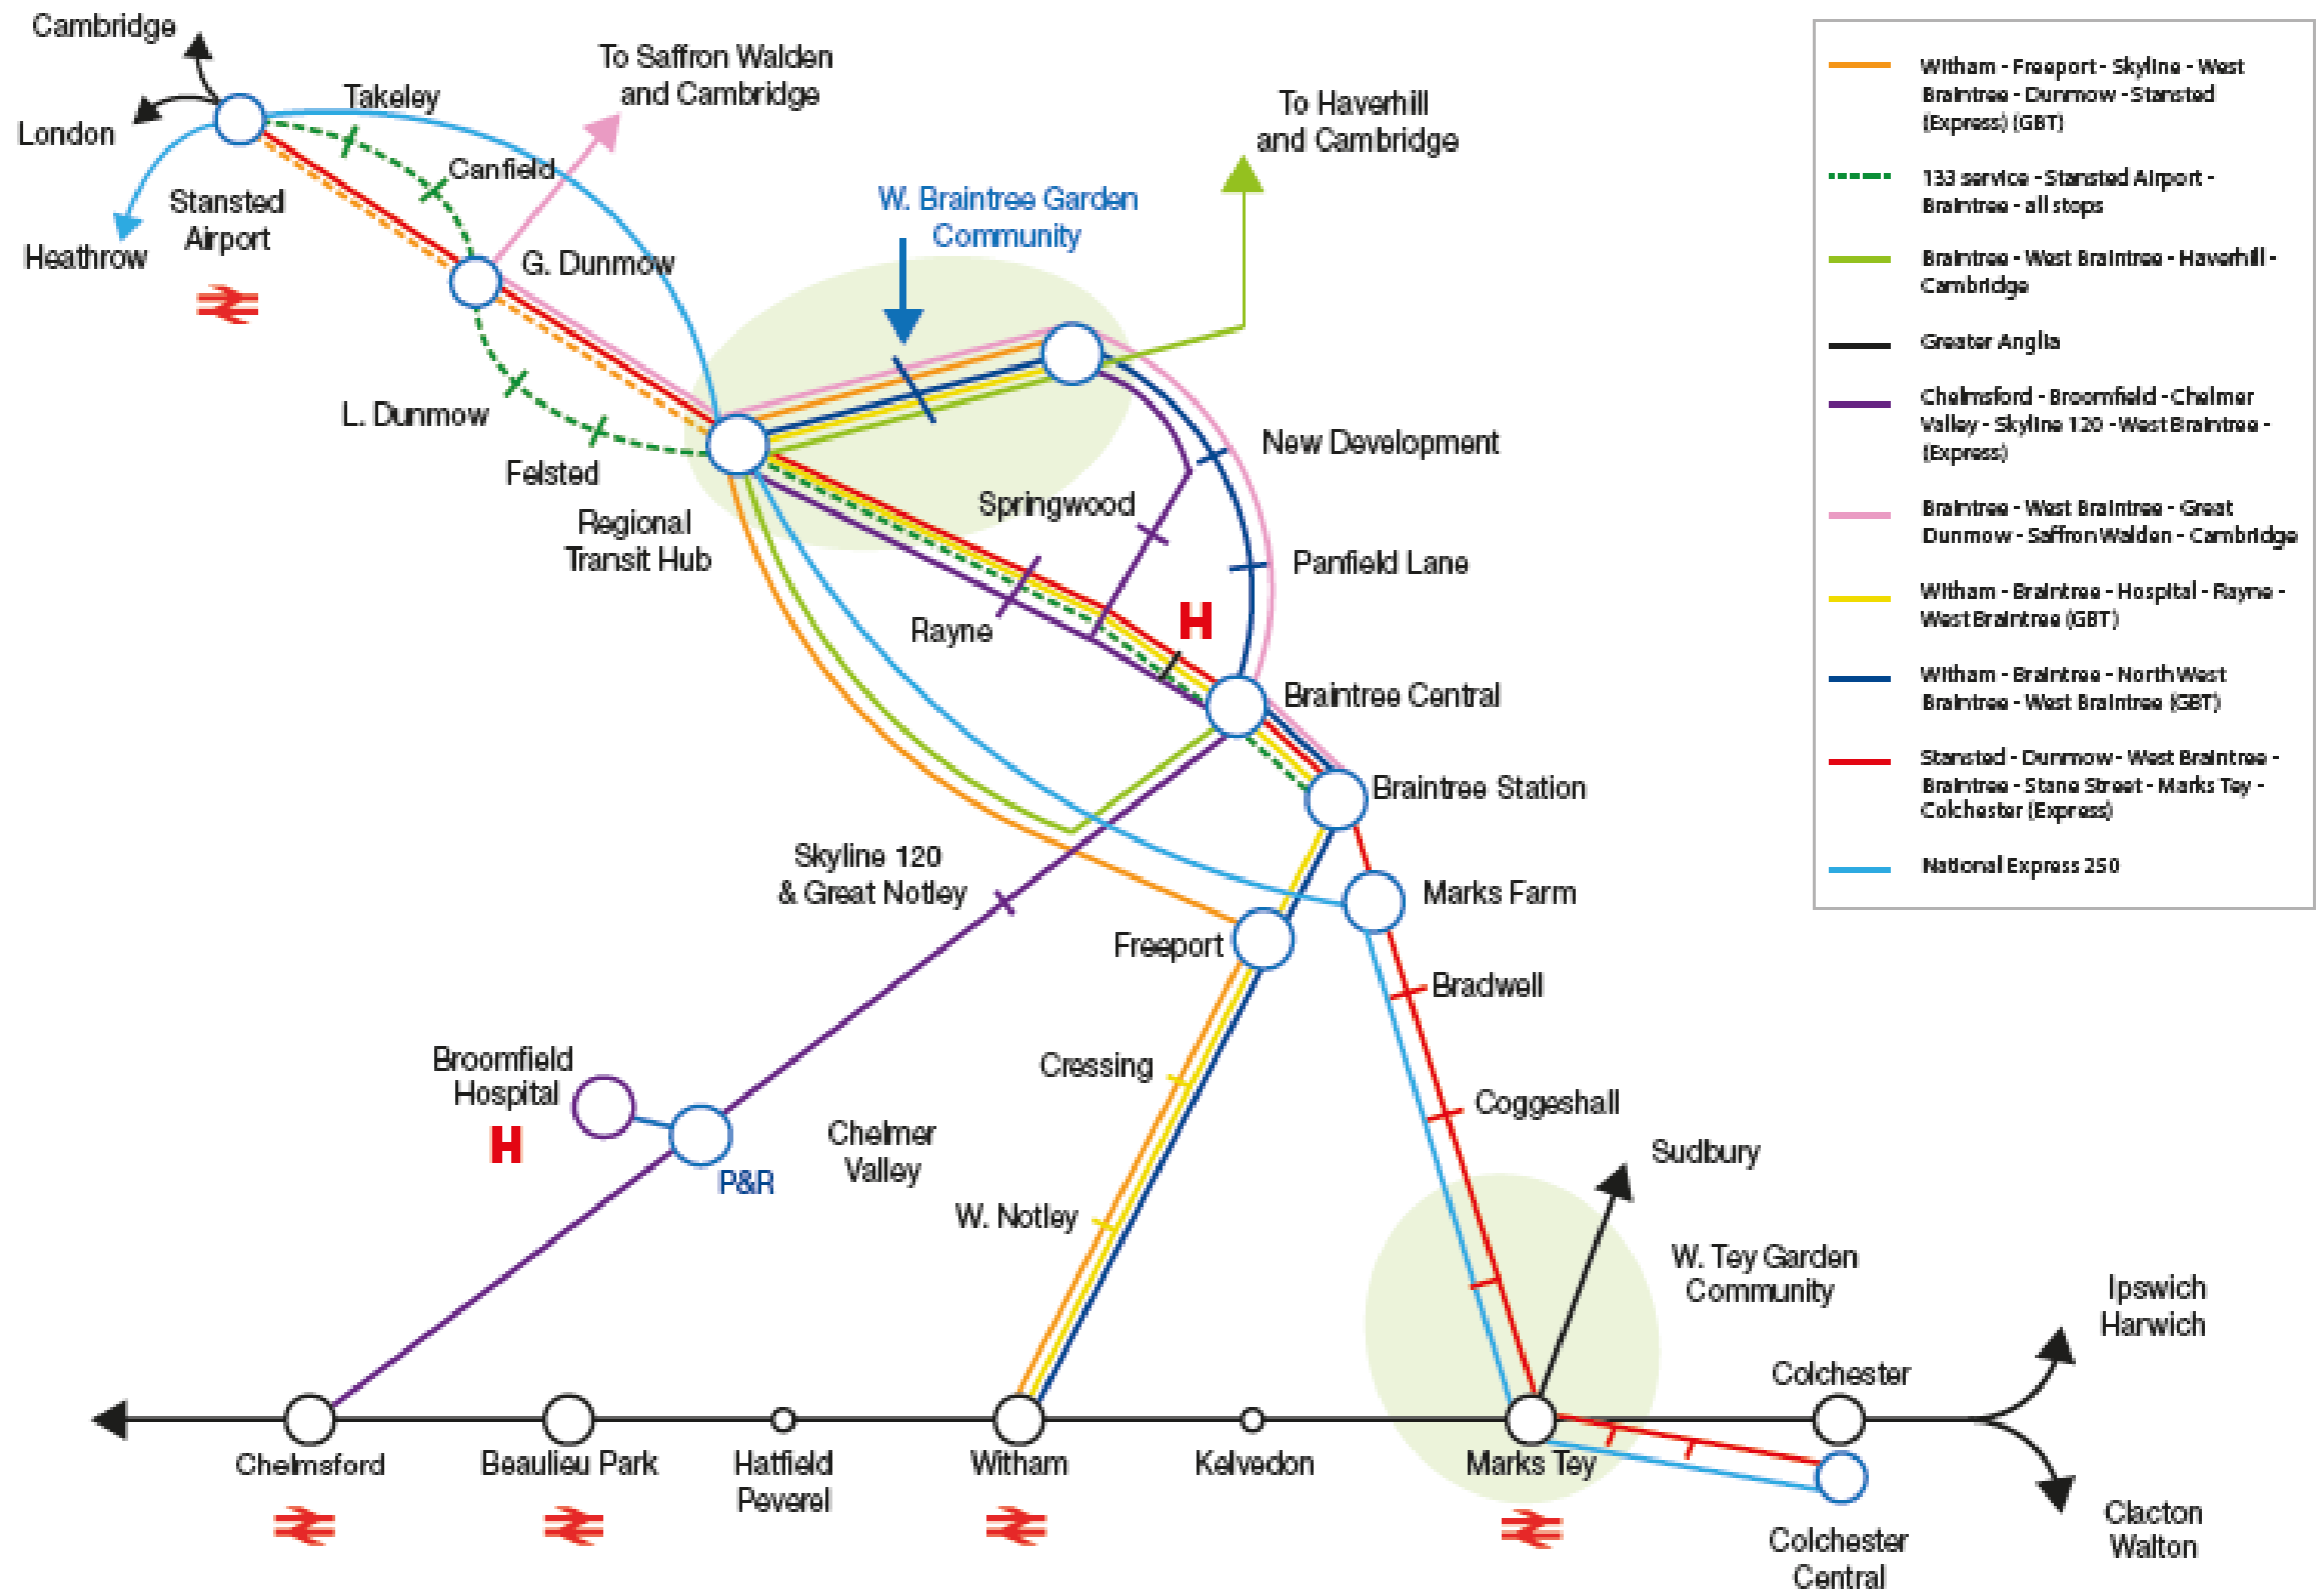 Cambridge
London
Heathrow
Takeley
Canfield
Stansted
Airport
To Saffron Walden
and Cambridge
G. Dunmow
L. Dunmow
Felsted
Regional
Transit Hub
W. Braintree Garden
Community
To Haverhill
and Cambridge
New Development
Springwood
Panfield Lane
Rayne
H
Braintree Central
Braintree Station
Skyline 120
& Great Notley
Marks Farm
Freeport
Bradwell
Broomfield
Hospital
H
P&R
Chelmer
Valley
Cressing
Coggeshall
W. Notley
Sudbury
W. Tey Garden
Community
Ipswich
Harwich
Colchester
Chelmsford
Beaulieu Park
Hatfield
Peverel
Witham
Kelvedon
Marks Tey
Colchester
Central
Clacton
Walton
Witham - Freeport - Skyline - West
Braintree - Dunmow - Stansted
(Express) (GBT)
133 service - Stansted Airport -
Braintree - all stops
Braintree - West Braintree - Haverhill -
Cambridge
Greater Anglia
Chelmsford - Broomfield - Chelmer
Valley - Skyline 120 - West Braintree -
(Express)
Braintree - West Braintree - Great
Dunmow - Saffron Walden - Cambridge
Witham - Braintree - Hospital - Rayne -
West Braintree (GBT)
Witham - Braintree - North West
Braintree - West Braintree (GBT)
Stansted - Dunmow - West Braintree -
Braintree - Stane Street - Marks Tey -
Colchester (Express)
National Express 250